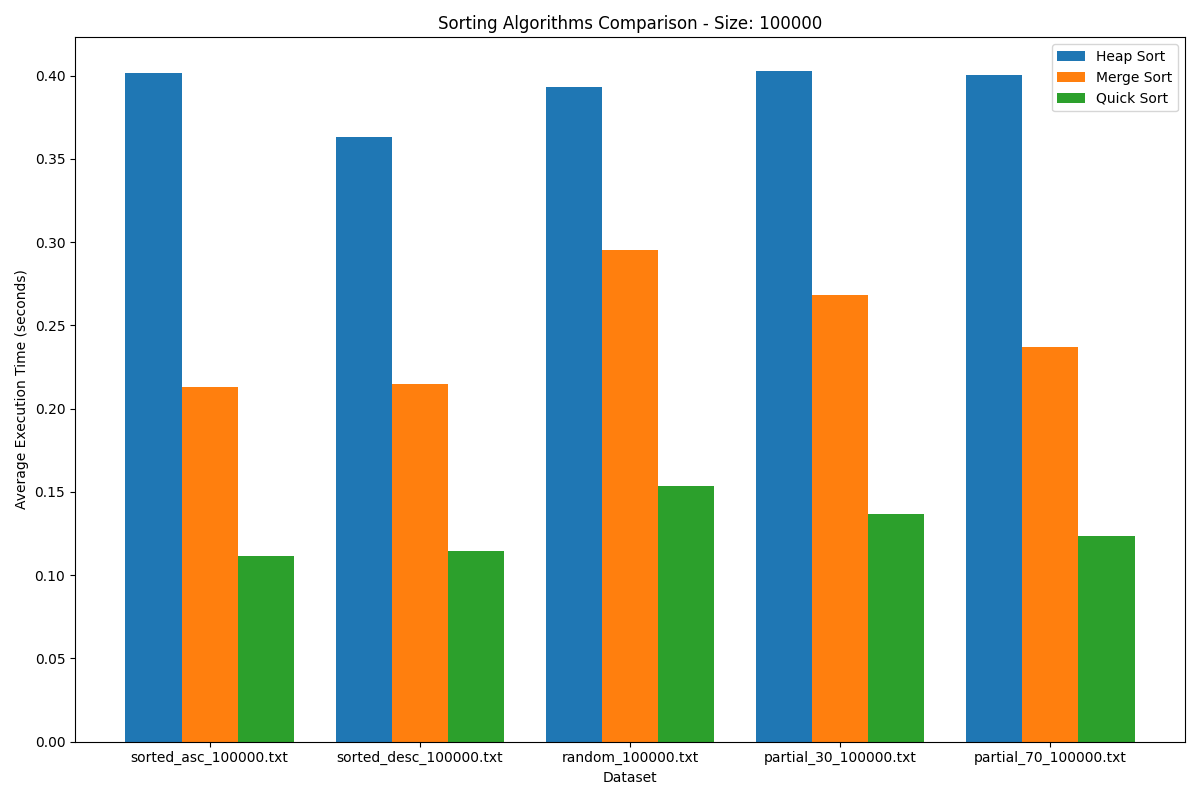 Sorting Algorithms Comparison - Size: 100000
Heap Sort
Merge Sort
Quick Sort
Average Execution Time (seconds)
0.40
0.35
0.30
0.25
0.20
0.15
0.10
0.05
0.00
sorted_asc_100000.txt
sorted_desc_100000.txt
random_100000.txt
partial_30_100000.txt
partial_70_100000.txt
Dataset